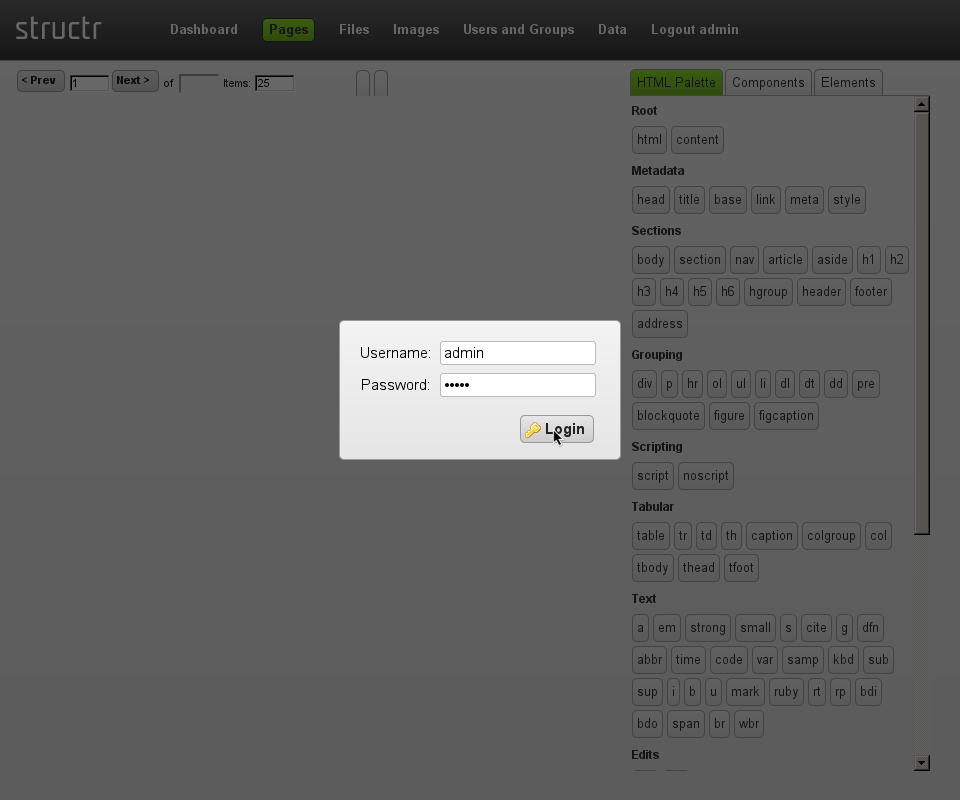 structr Dashboard Pages Files Images Users and Groups Data Logout admin
< Prev 1 Next > of Items: 25
HTML Palette Components Elements
Root
html content
Metadata
head title base link meta style
Sections
body section nav article aside h1 h2
h3 h4 h5 h6 hgroup header footer
address
Grouping
div p hr ol ul li dl dt dd pre
blockquote figure figcaption
Scripting
script noscript
Tabular
table tr td th caption colgroup col
tbody thead tfoot
Text
a em strong small s cite g dfn
abbr time code var samp kbd sub
sup i b u mark ruby rt rp bdi
bdo span br wbr
Edits
Username: admin
Password: •••••
Login